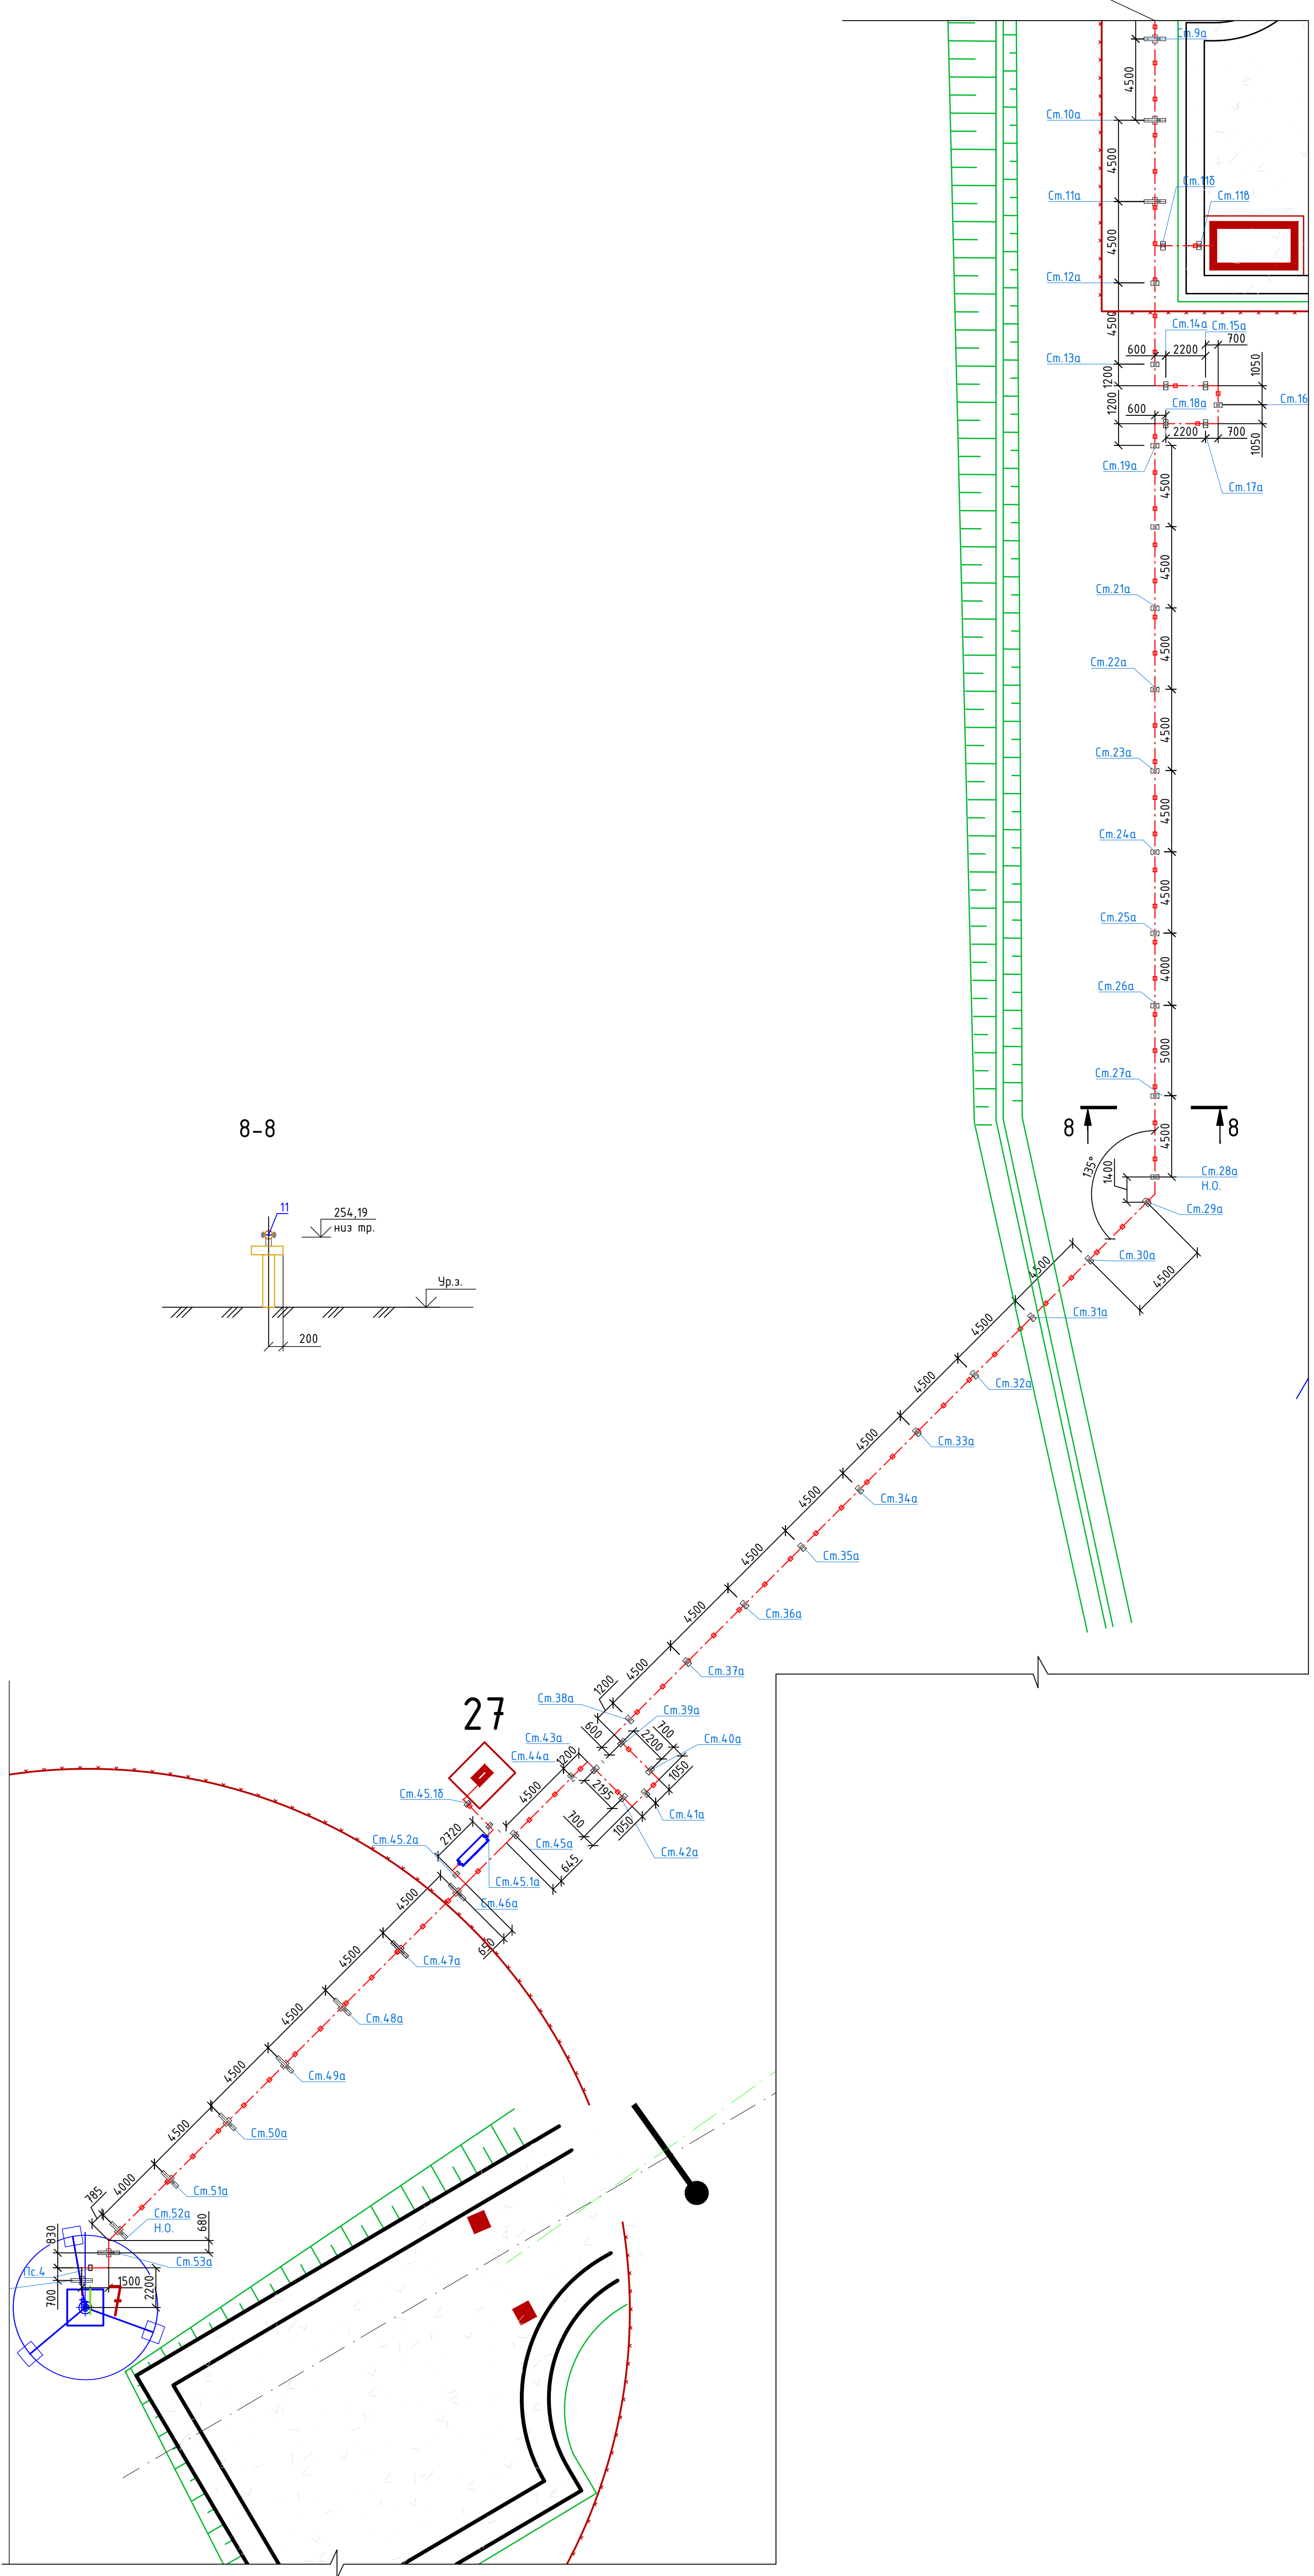 Ст.9а
4500
Ст.10а
4500
Ст.11б
Ст.11а
Ст.11в
4500
Ст.12а
4500
Ст.14а
Ст.15а
700
600
2200
Ст.13а
1050
1200
1200
Ст.16
Ст.18а
600
2200
700
1050
Ст.19а
Ст.17а
4500
4500
Ст.21а
4500
Ст.22а
4500
Ст.23а
4500
Ст.24а
4500
Ст.25а
4000
Ст.26а
5000
Ст.27а
8-8
8
8
4500
135°
1400
Ст.28а
Н.О.
11
254,19
низ тр.
Ст.29а
Ст.30а
4500
4500
Ур.з.
Ст.31а
200
4500
Ст.32а
4500
Ст.33а
4500
Ст.34а
4500
Ст.35а
4500
Ст.36а
4500
Ст.37а
4500
1200
27
Ст.38а
Ст.39а
600
700
2200
Ст.43а
Ст.40а
Ст.44а
1200
1050
Ст.45.1б
4500
2195
Ст.41а
700
1050
Ст.45.2а
2720
Ст.45а
Ст.42а
645
Ст.45.1а
Ст.46а
4500
650
4500
Ст.47а
4500
Ст.48а
4500
Ст.49а
4500
Ст.50а
4000
Ст.51а
785
Ст.52а
Н.О.
680
830
Ст.53а
Пс.4
1500
2200
700
7